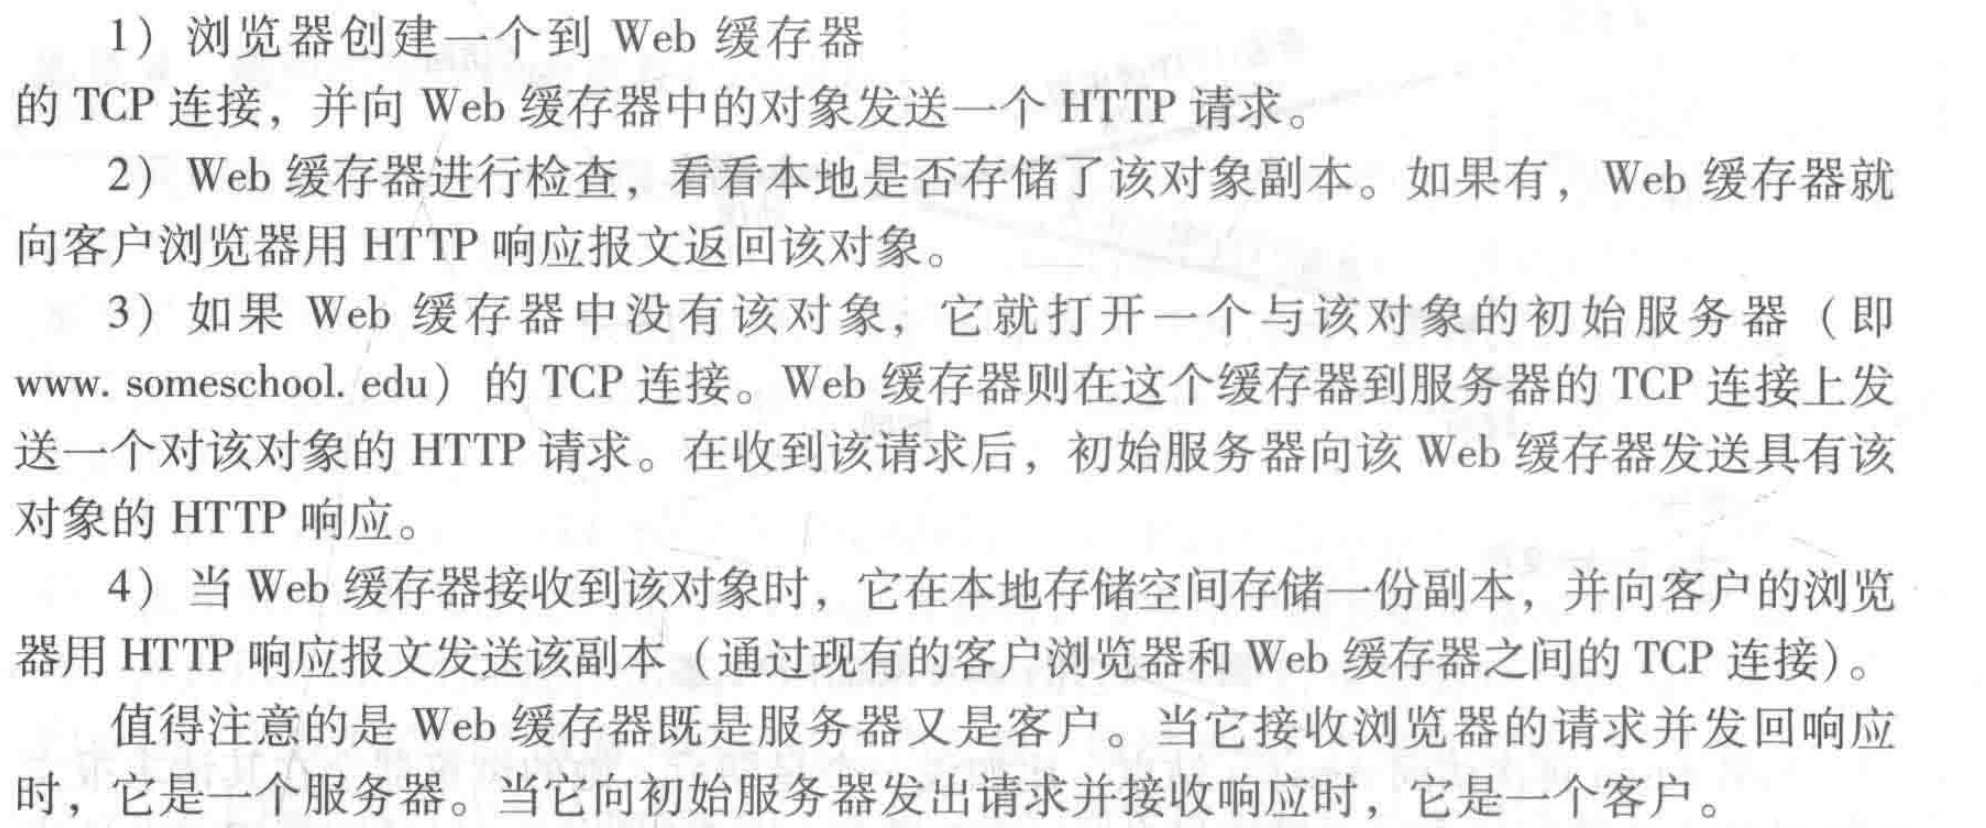 1）浏览器创建一个到 Web 缓存器
的 TCP 连接，并向 Web 缓存器中的对象发送一个 HTTP 请求。
2）Web 缓存器进行检查，看看本地是否存储了该对象副本。如果有，Web 缓存器就
向客户浏览器用 HTTP 响应报文返回该对象。
3）如果 Web 缓存器中没有该对象，它就打开一个与该对象的初始服务器（即
www. someschool. edu）的 TCP 连接。Web 缓存器则在这个缓存器到服务器的 TCP 连接上发
送一个对该对象的 HTTP 请求。在收到该请求后，初始服务器向该 Web 缓存器发送具有该
对象的 HTTP 响应。
4）当 Web 缓存器接收到该对象时，它在本地存储空间存储一份副本，并向客户的浏览
器用 HTTP 响应报文发送该副本（通过现有的客户浏览器和 Web 缓存器之间的 TCP 连接）。
值得注意的是 Web 缓存器既是服务器又是客户。当它接收浏览器的请求并发回响应
时，它是一个服务器。当它向初始服务器发出请求并接收响应时，它是一个客户。